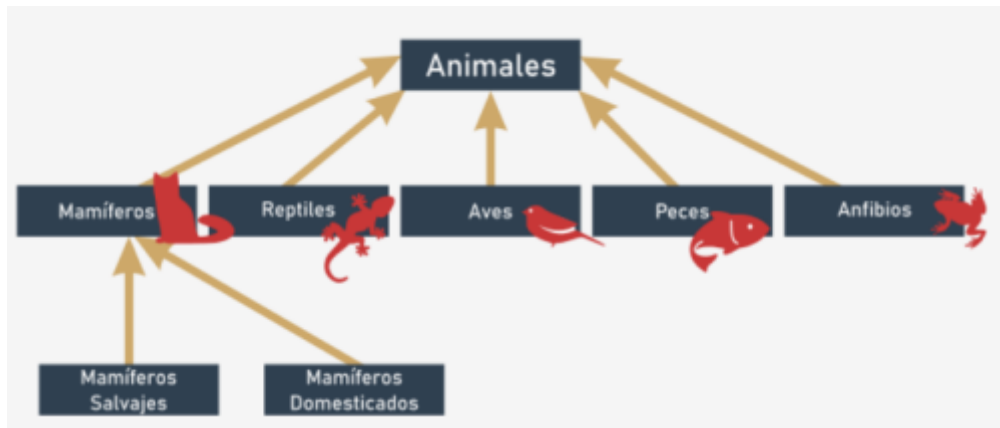 Animales
Mamíferos
Reptiles
Aves
Peces
Anfibios
Mamíferos
Salvajes
Mamíferos
Domesticados